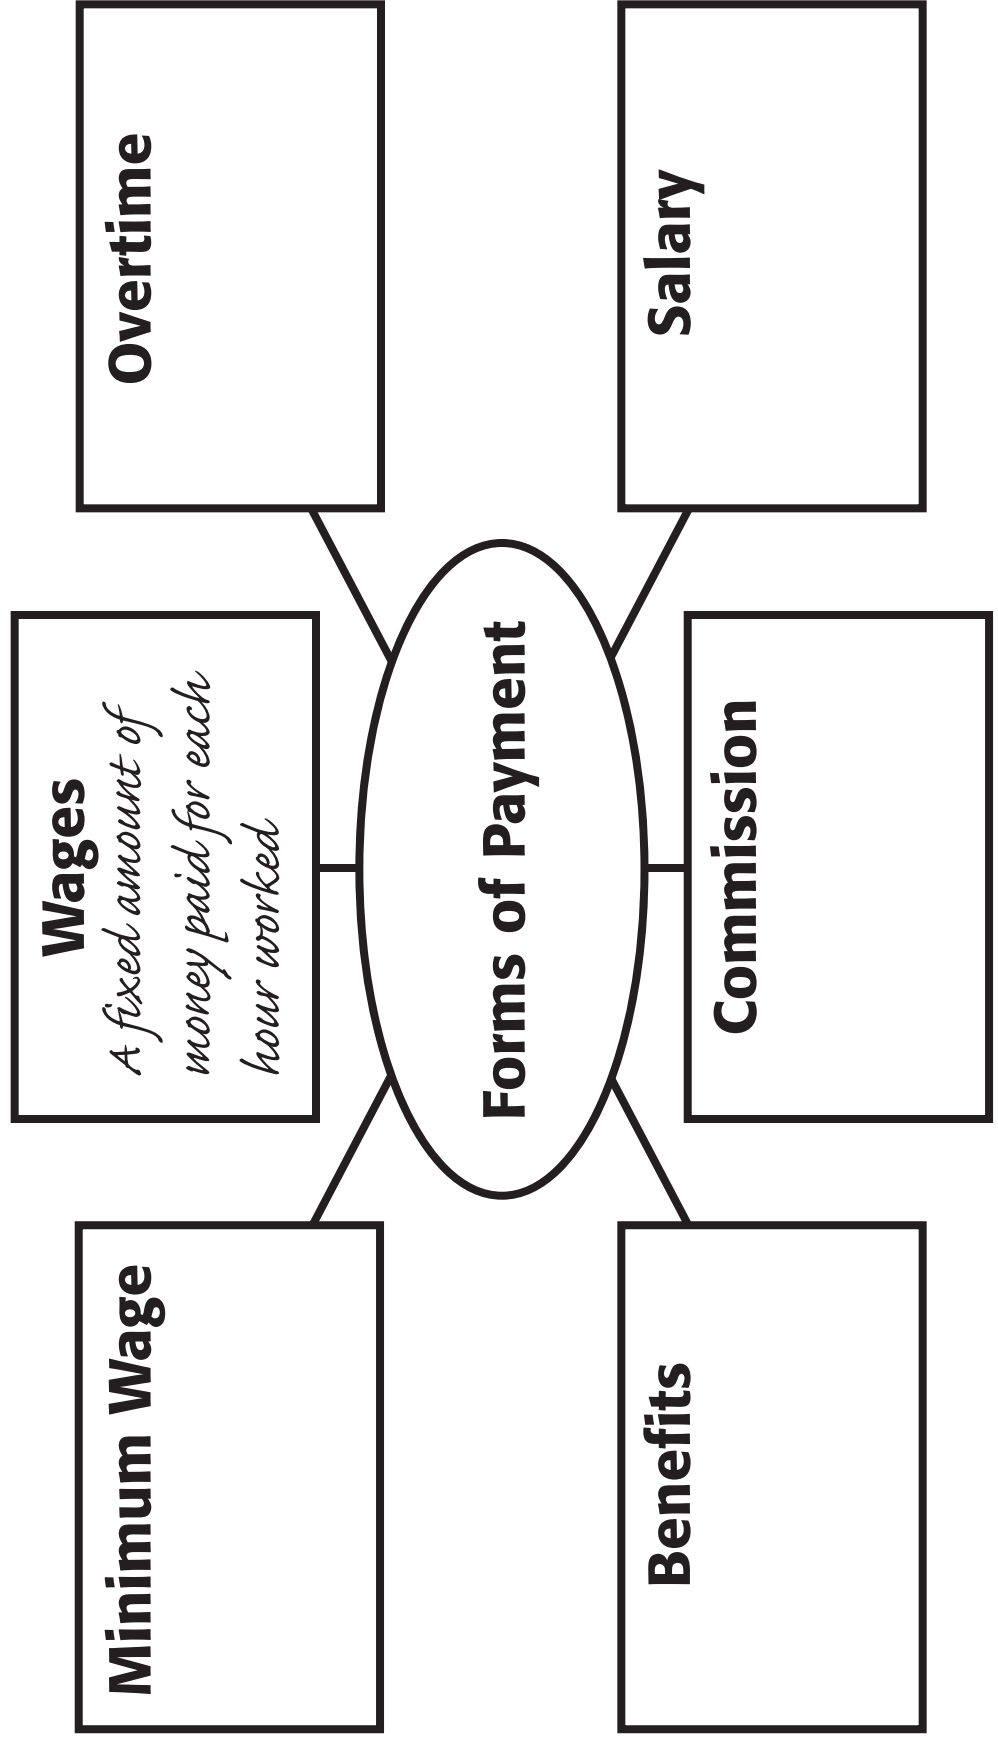 Minimum Wage
Wages
A fixed amount of
money paid for each
hour worked
Overtime
Forms of Payment
Benefits
Commission
Salary